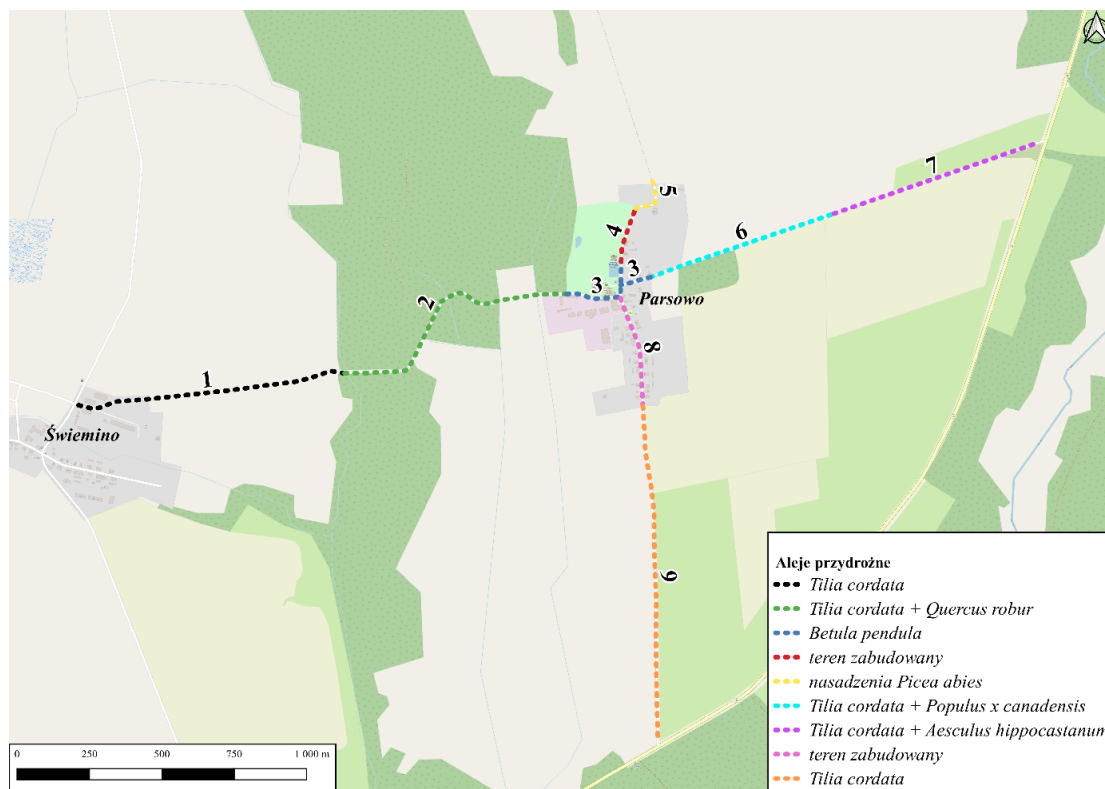 7
5
4
6
3
3
Parsowo
2
8
1
Świemino
9
Aleje przydrożne
Tilia cordata
Tilia cordata + Quercus robur
Betula pendula
teren zabudowany
nasadzenia Picea abies
Tilia cordata + Populus x canadensis
Tilia cordata + Aesculus hippocastanum
teren zabudowany
Tilia cordata
0 250 500 750 1 000 m